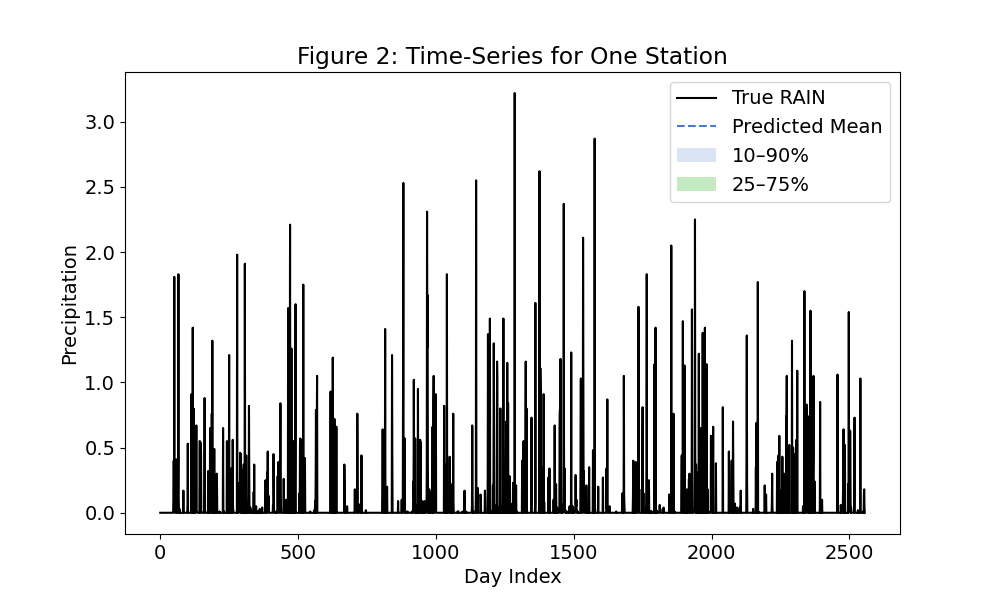 Figure 2: Time-Series for One Station
True RAIN
Predicted Mean
10–90%
25–75%
Precipitation
3.0
2.5
2.0
1.5
1.0
0.5
0.0
0 500 1000 1500 2000 2500
Day Index